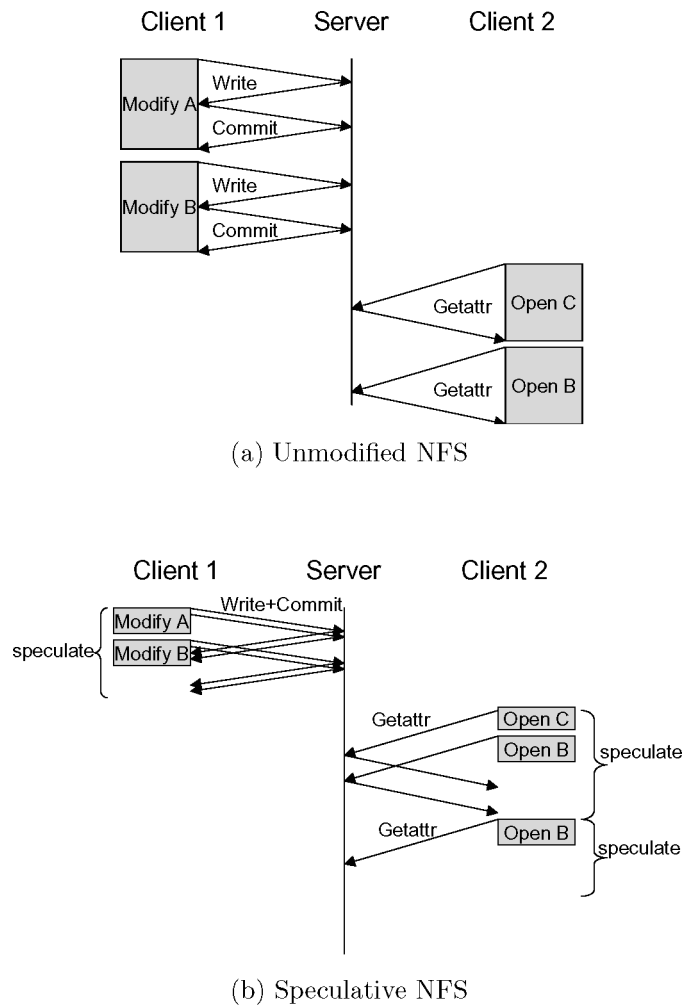 Client 1 Server Client 2
Modify A
Write
Commit
Modify B
Write
Commit
Getattr
Open C
Getattr
Open B
(a) Unmodified NFS
Client 1 Server Client 2
Write+Commit
Modify A
speculate
Modify B
Getattr
Open C
Open B
speculate
Getattr
Open B
speculate
(b) Speculative NFS